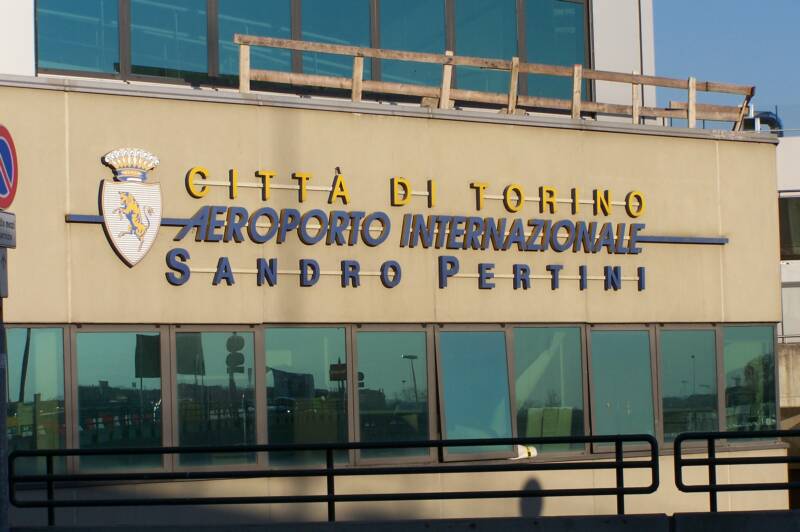 CITTÀ DI TORINO
AEROPORTO INTERNAZIONALE
SANDRO PERTINI